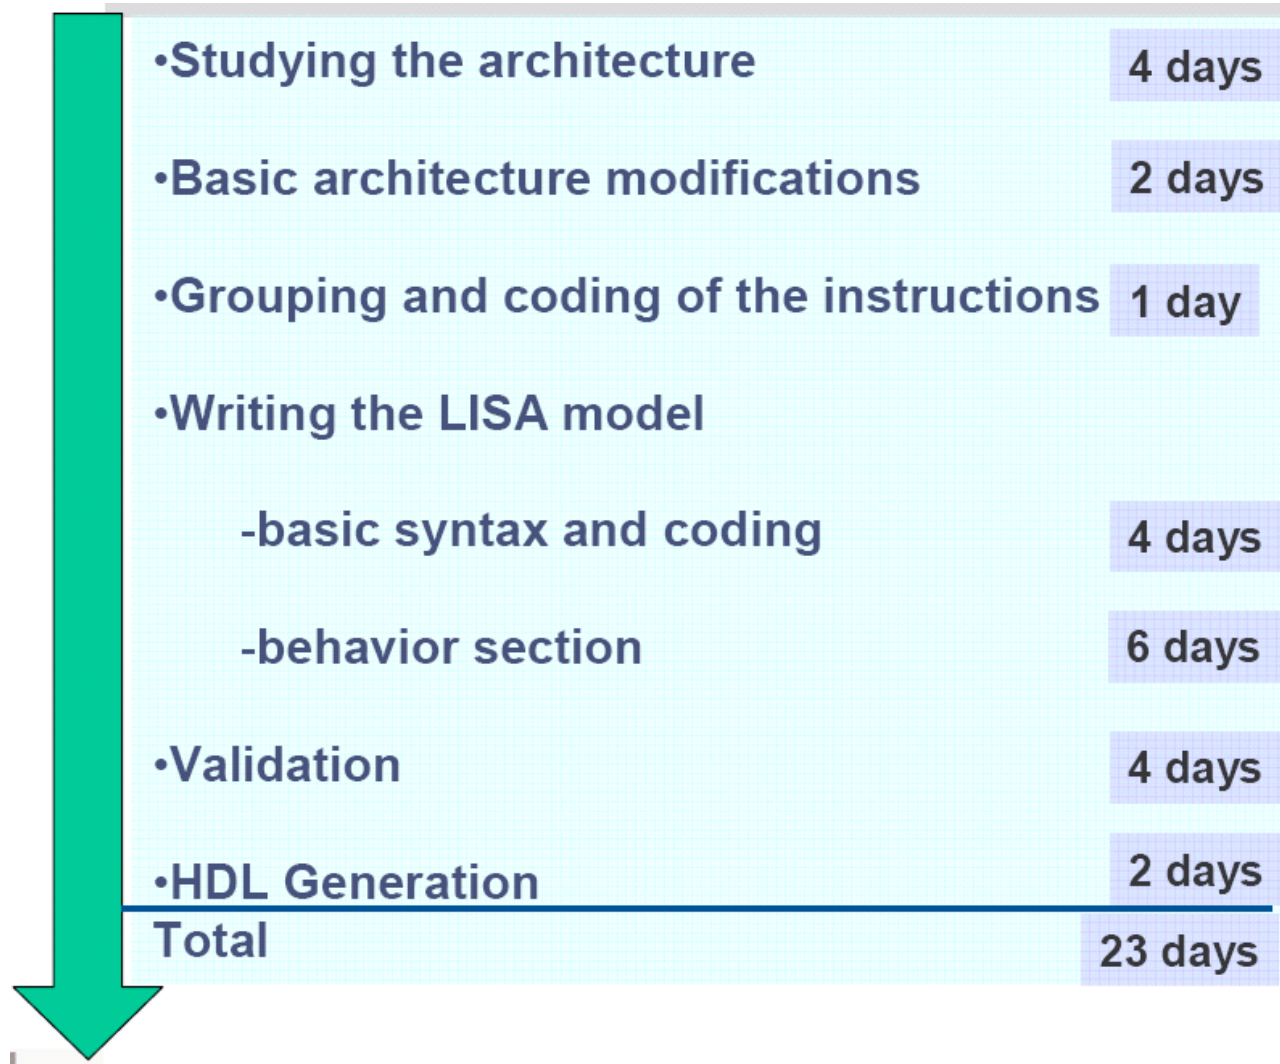 •Studying the architecture 4 days
•Basic architecture modifications 2 days
•Grouping and coding of the instructions 1 day
•Writing the LISA model
-basic syntax and coding 4 days
-behavior section 6 days
•Validation 4 days
•HDL Generation 2 days
Total 23 days